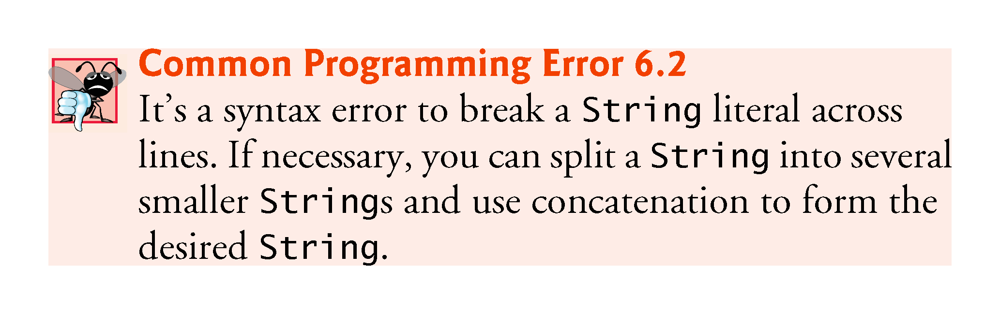 Common Programming Error 6.2
It’s a syntax error to break a String literal across
lines. If necessary, you can split a String into several
smaller Strings and use concatenation to form the
desired String.